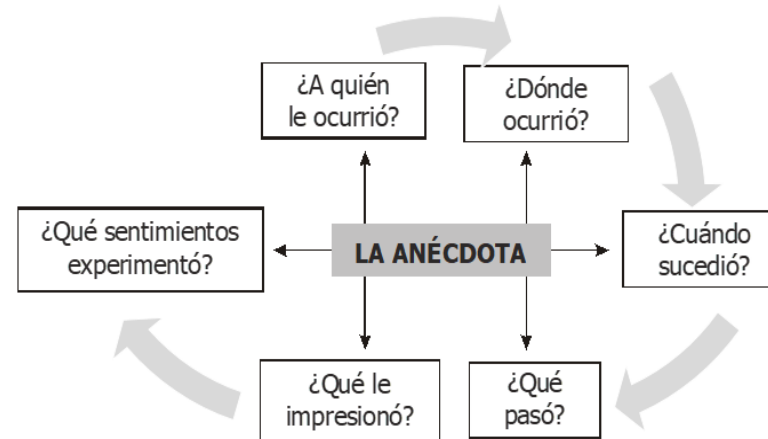 ¿A quién
le ocurrió?
¿Dónde
ocurrió?
¿Cuándo
sucedió?
¿Qué
pasó?
¿Qué le
impresionó?
¿Qué sentimientos
experimentó?
LA ANÉCDOTA